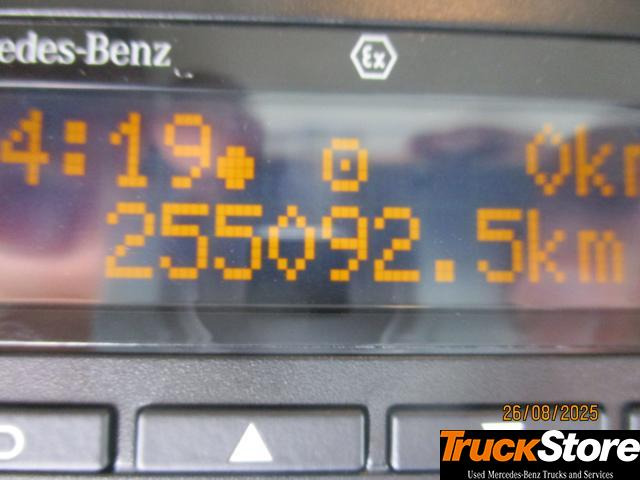 edes-Benz
Ex
4:19 0km
255092.5km
26/08/2025
TruckStore
Used Mercedes-Benz Trucks and Services